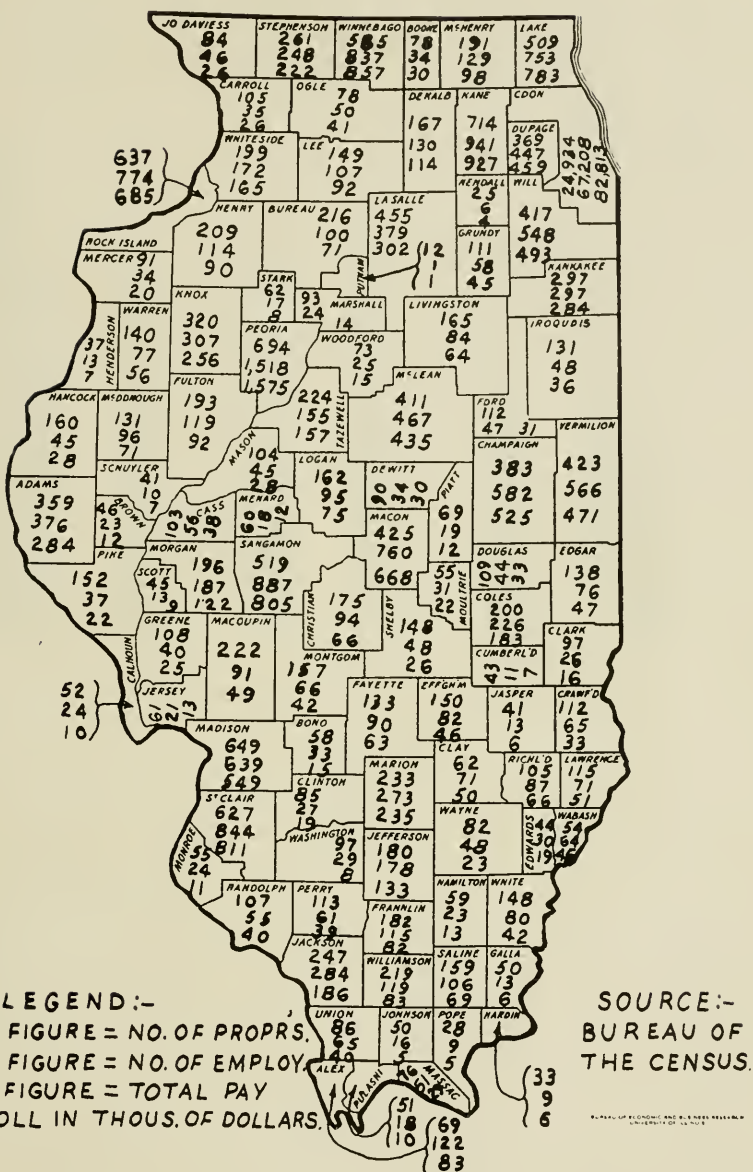 JO DAVIESS
84
46
26
STEPHENSON
261
248
222
WINNEBAGO
585
837
857
BOONE
78
34
30
McHENRY
191
129
98
LAKE
509
753
783
CARROLL
105
35
26
OGLE
78
50
41
DEKALB
167
130
114
KANE
714
941
927
COOK
24,934
67,208
82,813
DUPAGE
369
447
459
WHITESIDE
199
172
165
LEE
149
107
92
KENDALL
25
6
4
WILL
417
548
493
637
774
685
ROCK ISLAND
HENRY
209
114
90
BUREAU
216
100
71
LASALLE
455
379
302
GRUNDY
111
58
45
PUTNAM
12
1
1
KANKAKEE
297
297
284
MERCER
91
34
20
STARK
62
17
8
MARSHALL
93
24
14
LIVINGSTON
165
84
64
IROQUOIS
131
48
36
HENDERSON
37
13
7
WARREN
140
77
56
KNOX
320
307
256
PEORIA
694
1,518
1,575
WOODFORD
73
25
15
McLEAN
411
467
435
FORD
112
47
31
HANCOCK
160
45
28
McDONOUGH
131
96
71
FULTON
193
119
92
TAZEWELL
224
155
157
VERMILION
423
566
471
CHAMPAIGN
383
582
525
MASON
104
45
28
LOGAN
162
95
75
DEWITT
90
34
30
PIATT
69
19
12
SCHUYLER
41
10
7
ADAMS
359
376
284
BROWN
46
23
12
CASS
103
56
38
MENARD
60
18
12
MACON
425
760
668
DOUGLAS
109
44
33
EDGAR
138
76
47
PIKE
152
37
22
SCOTT
45
13
9
MORGAN
196
187
122
SANGAMON
519
887
805
CHRISTIAN
175
94
66
SHELBY
148
48
26
MOULTRIE
55
31
22
COLES
200
226
183
CLARK
97
26
16
CUMBERL'D
43
11
7
GREENE
108
40
25
MACOUPIN
222
91
49
MONTGOM
157
66
42
CALHOUN
52
24
10
JERSEY
61
21
13
FAYETTE
133
90
63
EFFGHM
150
82
46
JASPER
41
13
6
CRAWF'D
112
65
33
MADISON
649
639
549
BOND
58
33
15
CLAY
62
71
50
RICHL'D
105
87
66
LAWRENCE
115
71
51
MARION
233
273
235
CLINTON
85
27
19
ST CLAIR
627
844
811
WASHINGTON
97
29
8
JEFFERSON
180
178
133
WAYNE
82
48
23
EDWARDS
44
30
19
WABASH
54
64
MONROE
55
24
11
RANDOLPH
107
55
40
PERRY
113
61
39
FRANKLIN
182
115
82
HAMILTON
59
23
13
WHITE
148
80
42
JACKSON
247
284
186
WILLIAMSON
219
119
83
SALINE
159
106
69
GALLA
50
13
6
UNION
86
65
JOHNSON
50
16
5
POPE
28
9
5
HARDIN
33
9
6
ALEX
69
122
83
PULASKI
51
18
10
MASSAC
LEGEND:-
FIGURE = NO. OF PROPRS.
FIGURE = NO. OF EMPLOY.
FIGURE = TOTAL PAY
OLL IN THOUS. OF DOLLARS.
SOURCE:-
BUREAU OF
THE CENSUS.
BUREAU OF ECONOMIC AND BUSINESS RESEARCH
UNIVERSITY OF ILLINOIS